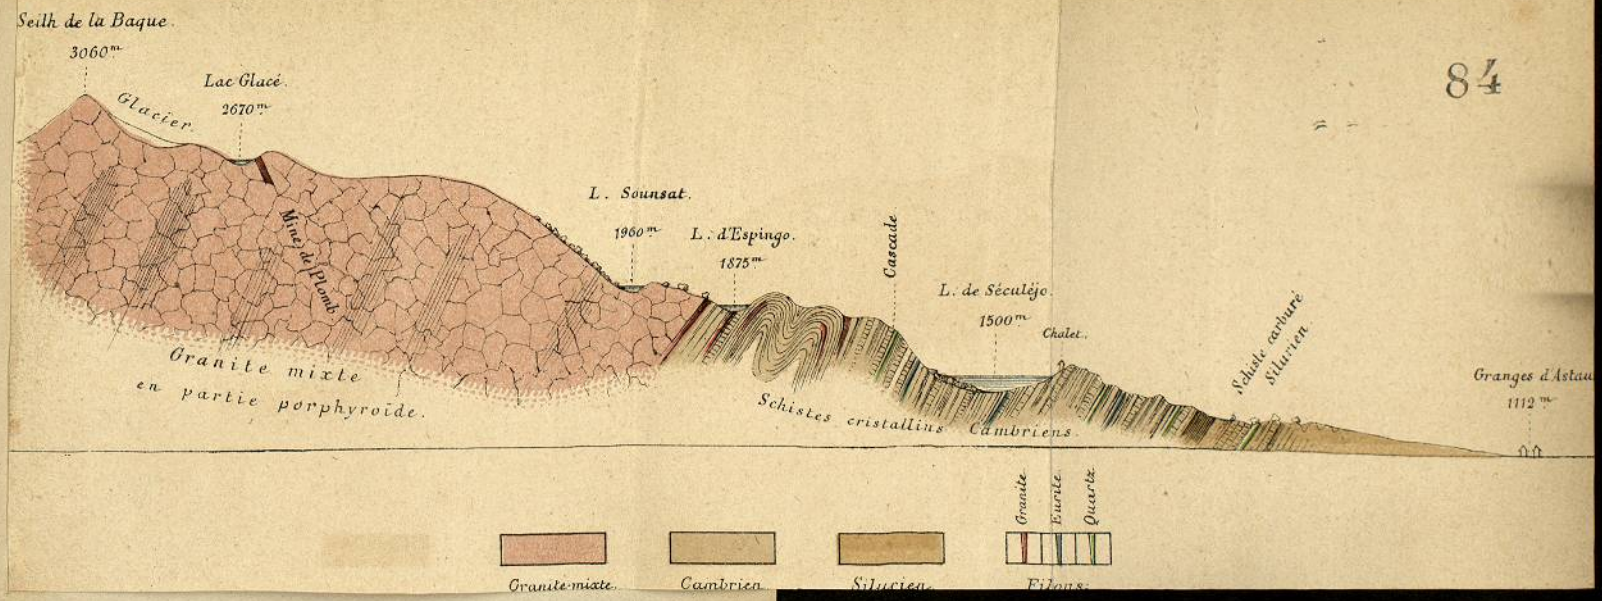 Seilh de la Baque.
3060m
Glacier.
Lac Glacé.
2670m
Mine de Plomb
L. Sounsat.
1960m
L. d'Espingo.
1875m
Cascade
L. de Séculéjo.
1500m
Chalet.
Schiste carburé
Silurien
Granges d'Astau
1112m
84
Granite mixte
en partie porphyroïde.
Schistes cristallins Cambriens.
Granite
Eurite
Quartz
Granite mixte.
Cambrien
Silurien.
Filons.